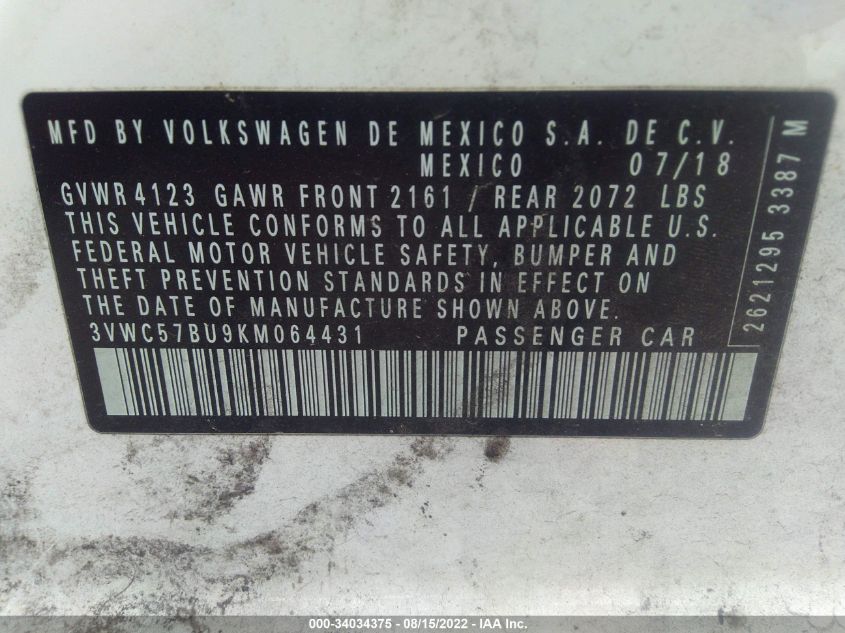 MFD BY VOLKSWAGEN DE MEXICO S.A. DE C.V.
MEXICO 07/18
GVWR 4123 GAWR FRONT 2161 / REAR 2072 LBS
THIS VEHICLE CONFORMS TO ALL APPLICABLE U.S.
FEDERAL MOTOR VEHICLE SAFETY, BUMPER AND
THEFT PREVENTION STANDARDS IN EFFECT ON
THE DATE OF MANUFACTURE SHOWN ABOVE.
3VWC57BU9KM064431 PASSENGER CAR
2621295 3387 M
000-34034375 - 08/15/2022 - IAA Inc.